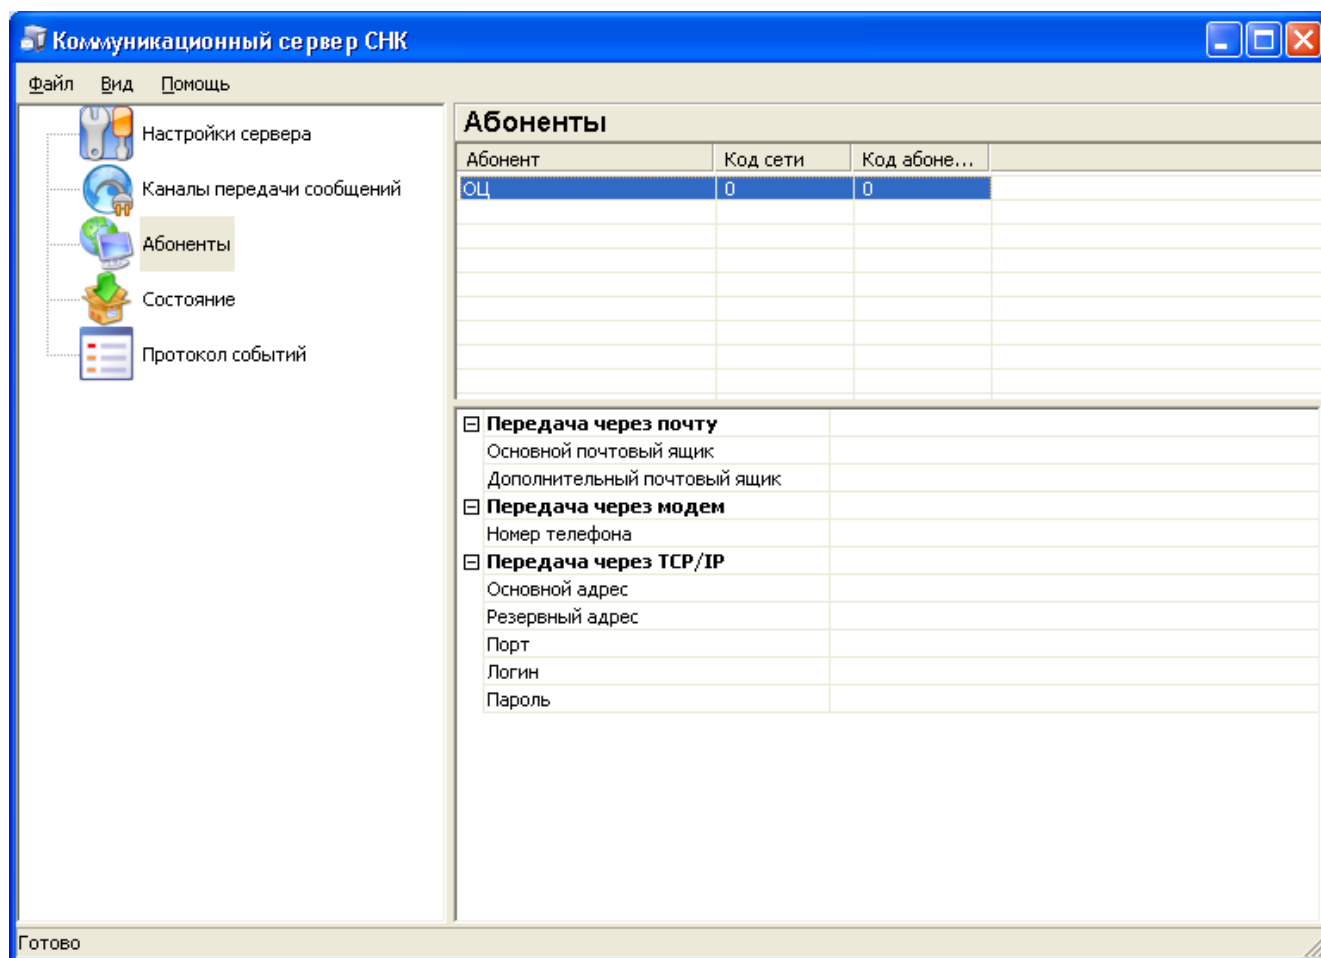 Коммуникационный сервер СНК
Файл Вид Помощь
Настройки сервера
Каналы передачи сообщений
Абоненты
Состояние
Протокол событий
Абоненты
Абонент Код сети Код абоне...
ОЦ 0 0
Передача через почту
Основной почтовый ящик
Дополнительный почтовый ящик
Передача через модем
Номер телефона
Передача через TCP/IP
Основной адрес
Резервный адрес
Порт
Логин
Пароль
Готово